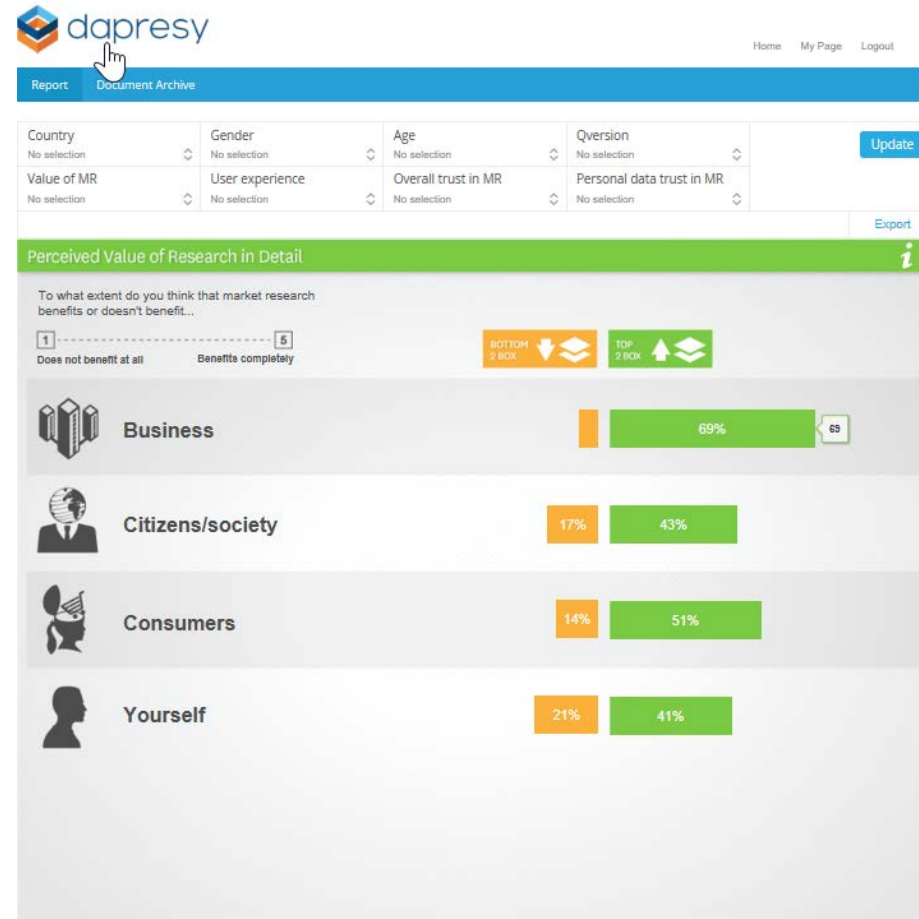 dapresy
Home My Page Logout
Report Document Archive
Country Gender Age Qversion
No selection No selection No selection No selection
Update
Value of MR User experience Overall trust in MR Personal data trust in MR
No selection No selection No selection No selection
Export
Perceived Value of Research in Detail i
To what extent do you think that market research
benefits or doesn't benefit...
1 5
Does not benefit at all Benefits completely
BOTTOM
2 BOX
TOP
2 BOX
Business 69% 69
Citizens/society 17% 43%
Consumers 14% 51%
Yourself 21% 41%